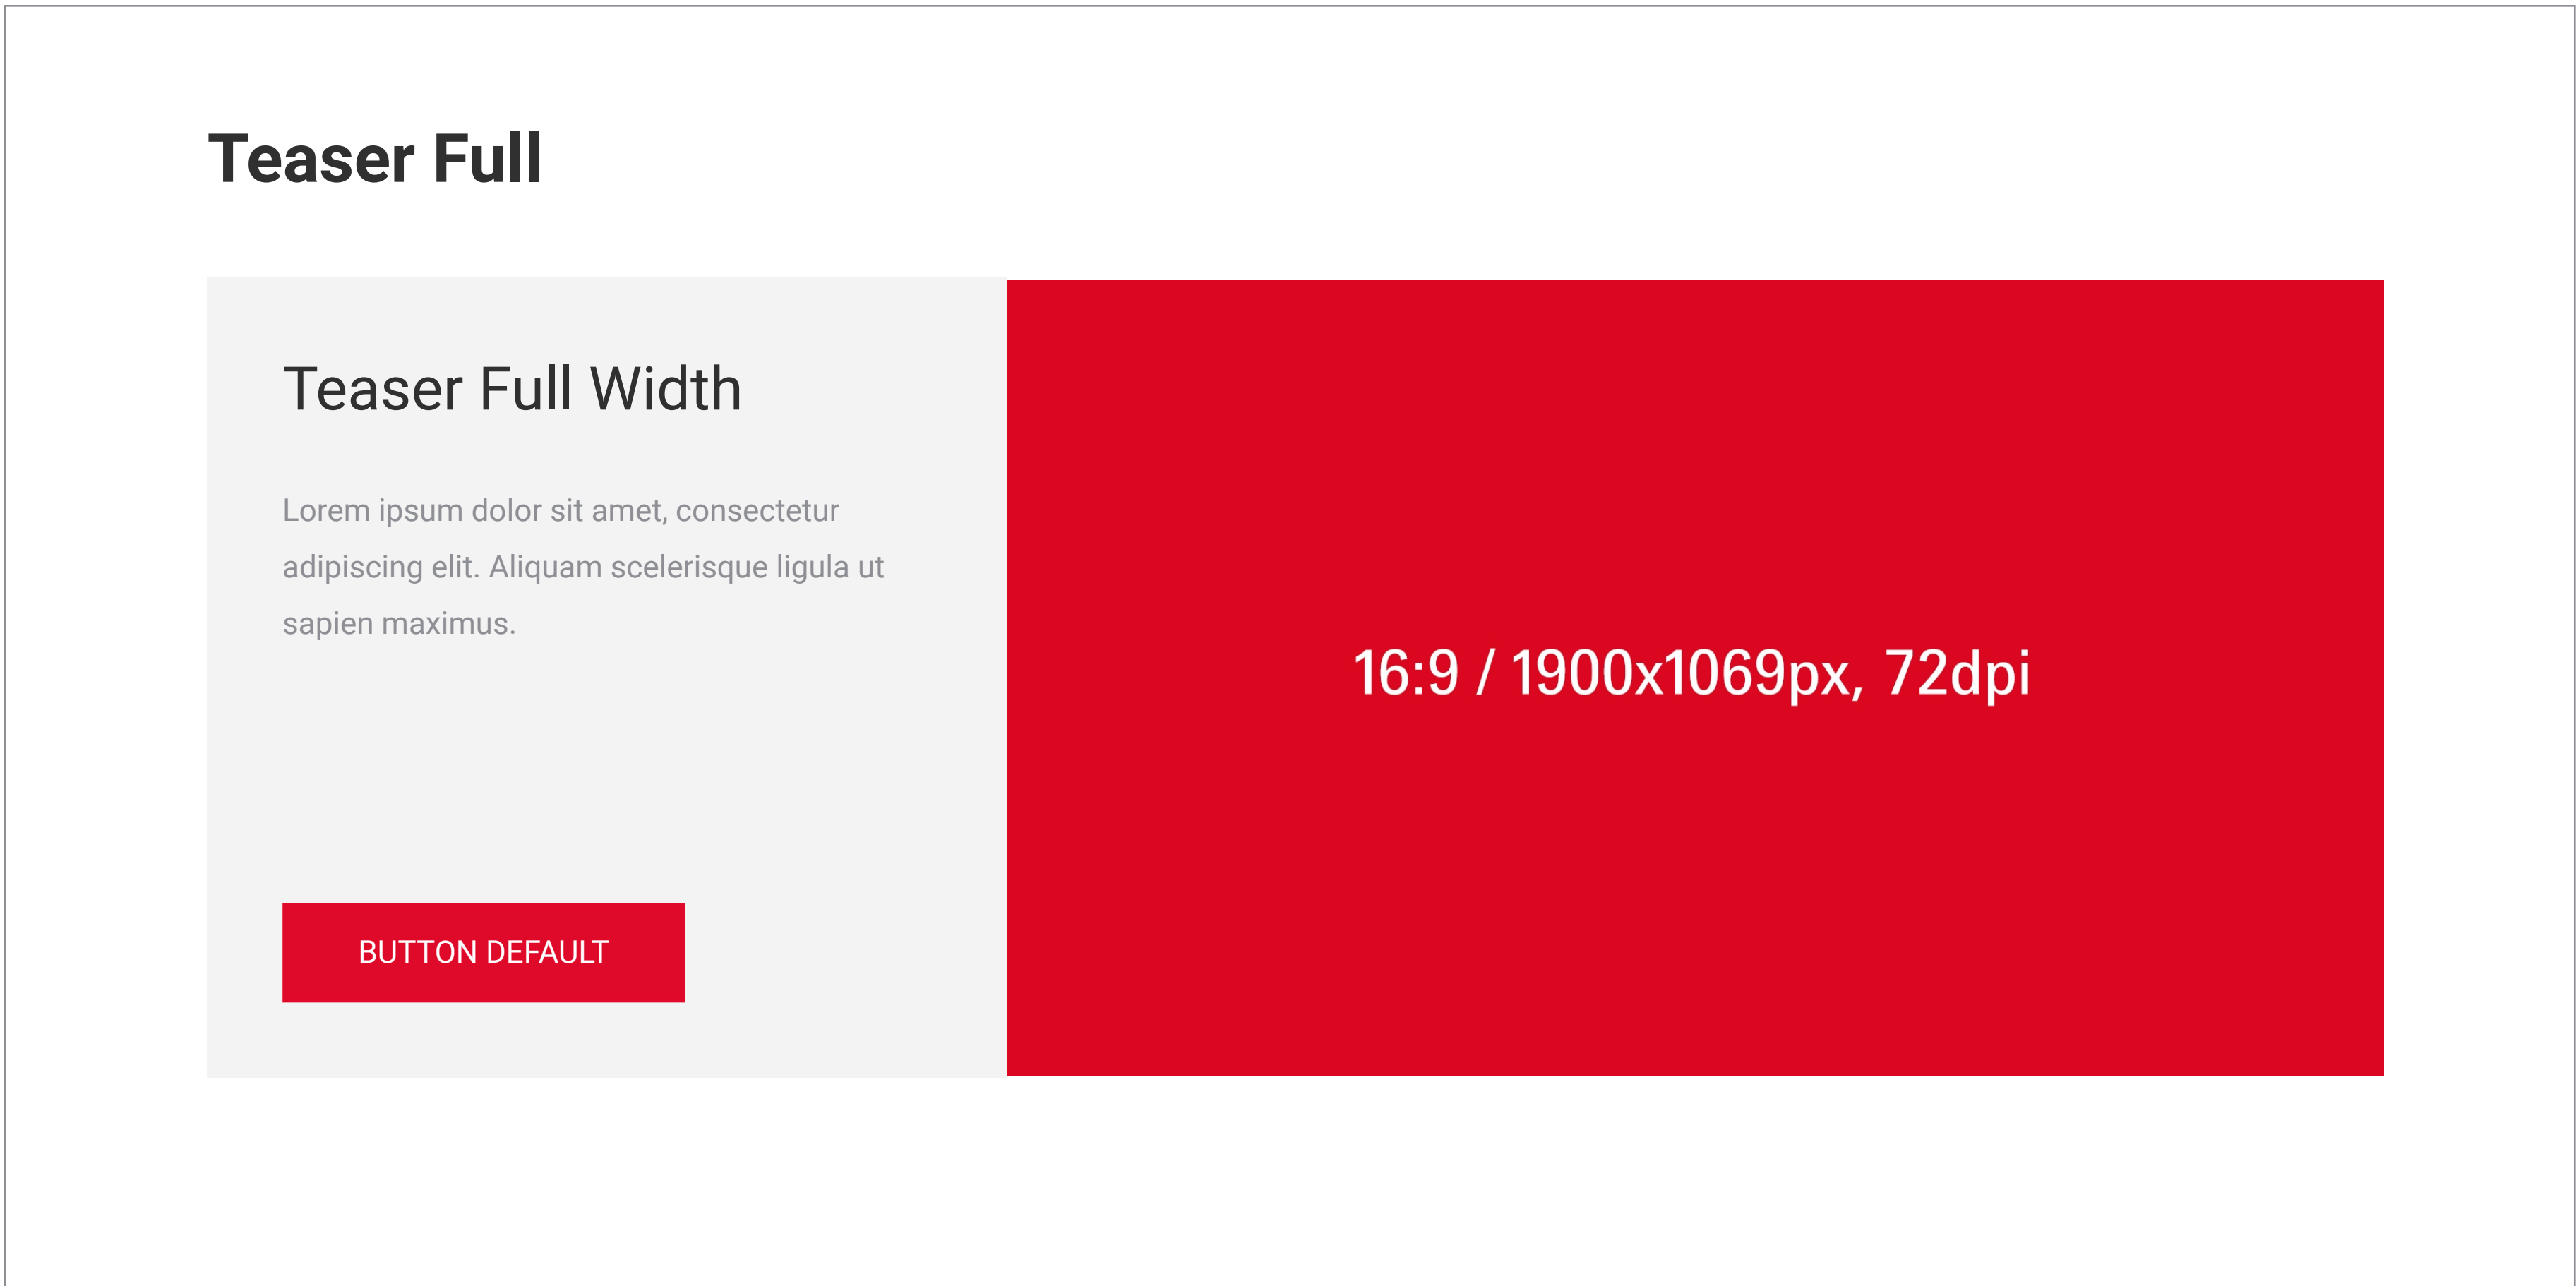 Teaser Full
Teaser Full Width
Lorem ipsum dolor sit amet, consectetur
adipiscing elit. Aliquam scelerisque ligula ut
sapien maximus.
BUTTON DEFAULT
16:9 / 1900x1069px, 72dpi